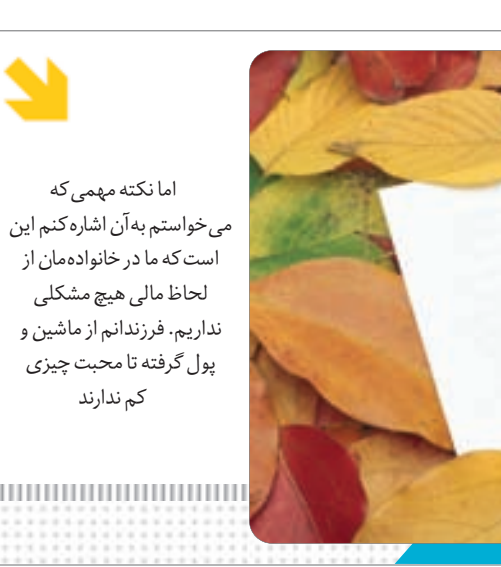 اما نکته مهمی که
می‌خواستم به آن اشاره کنم این
است که ما در خانواده‌مان از
لحاظ مالی هیچ مشکلی
نداریم. فرزندانم از ماشین و
پول گرفته تا محبت چیزی
کم ندارند